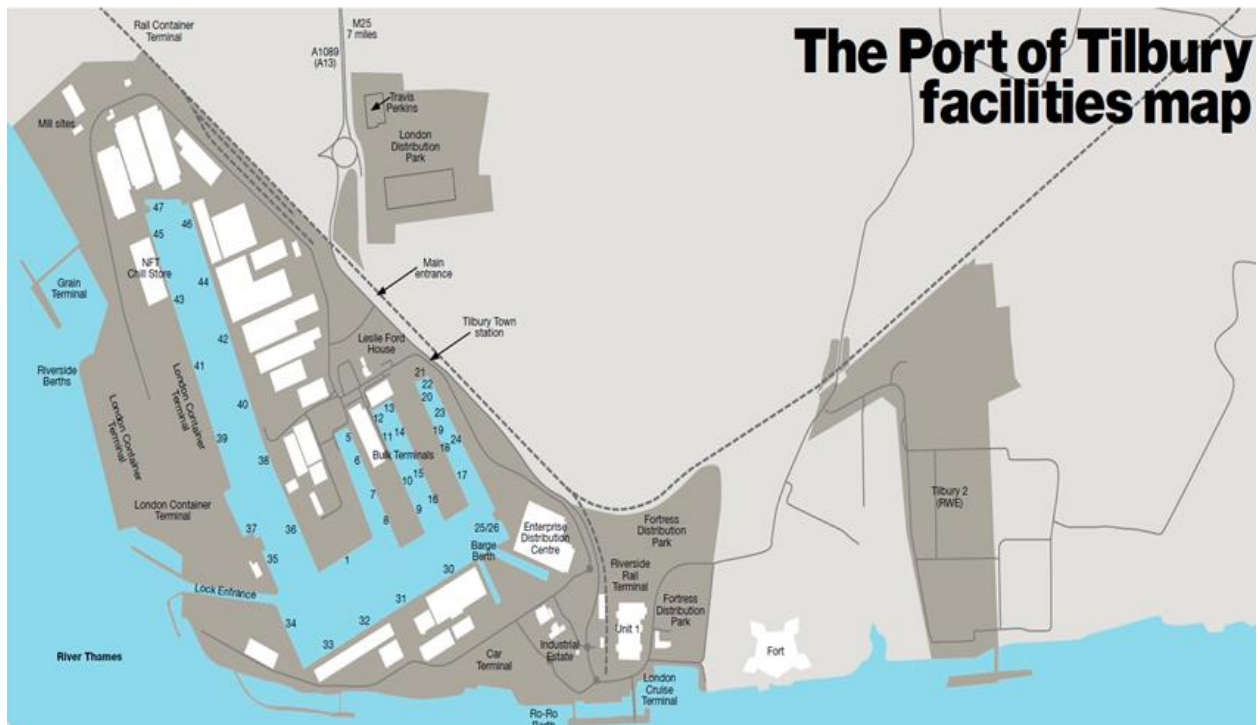 The Port of Tilbury
facilities map
Rail Container
Terminal
M25
7 miles
A1089
(A13)
Travis
Perkins
London
Distribution
Park
Mill sites
47
46
45
NFT
Chill Store
44
43
Grain
Terminal
Main
entrance
42
Tilbury Town
station
Leslie Ford
House
Riverside
Berths
41
London Container
Terminal
London Container
Terminal
40
39
38
21
22
20
13
12
23
5
11
14
19
24
18
Bulk Terminals
6
15
10
17
7
16
9
8
London Container
Terminal
37
36
35
1
25/26
Barge
Berth
Enterprise
Distribution
Centre
Fortress
Distribution
Park
Tilbury 2
(RWE)
Riverside
Rail
Terminal
30
31
32
33
34
Lock Entrance
Fortress
Distribution
Park
Unit 1
Industrial
Estate
Car
Terminal
Fort
River Thames
London
Cruise
Terminal
Ro-Ro